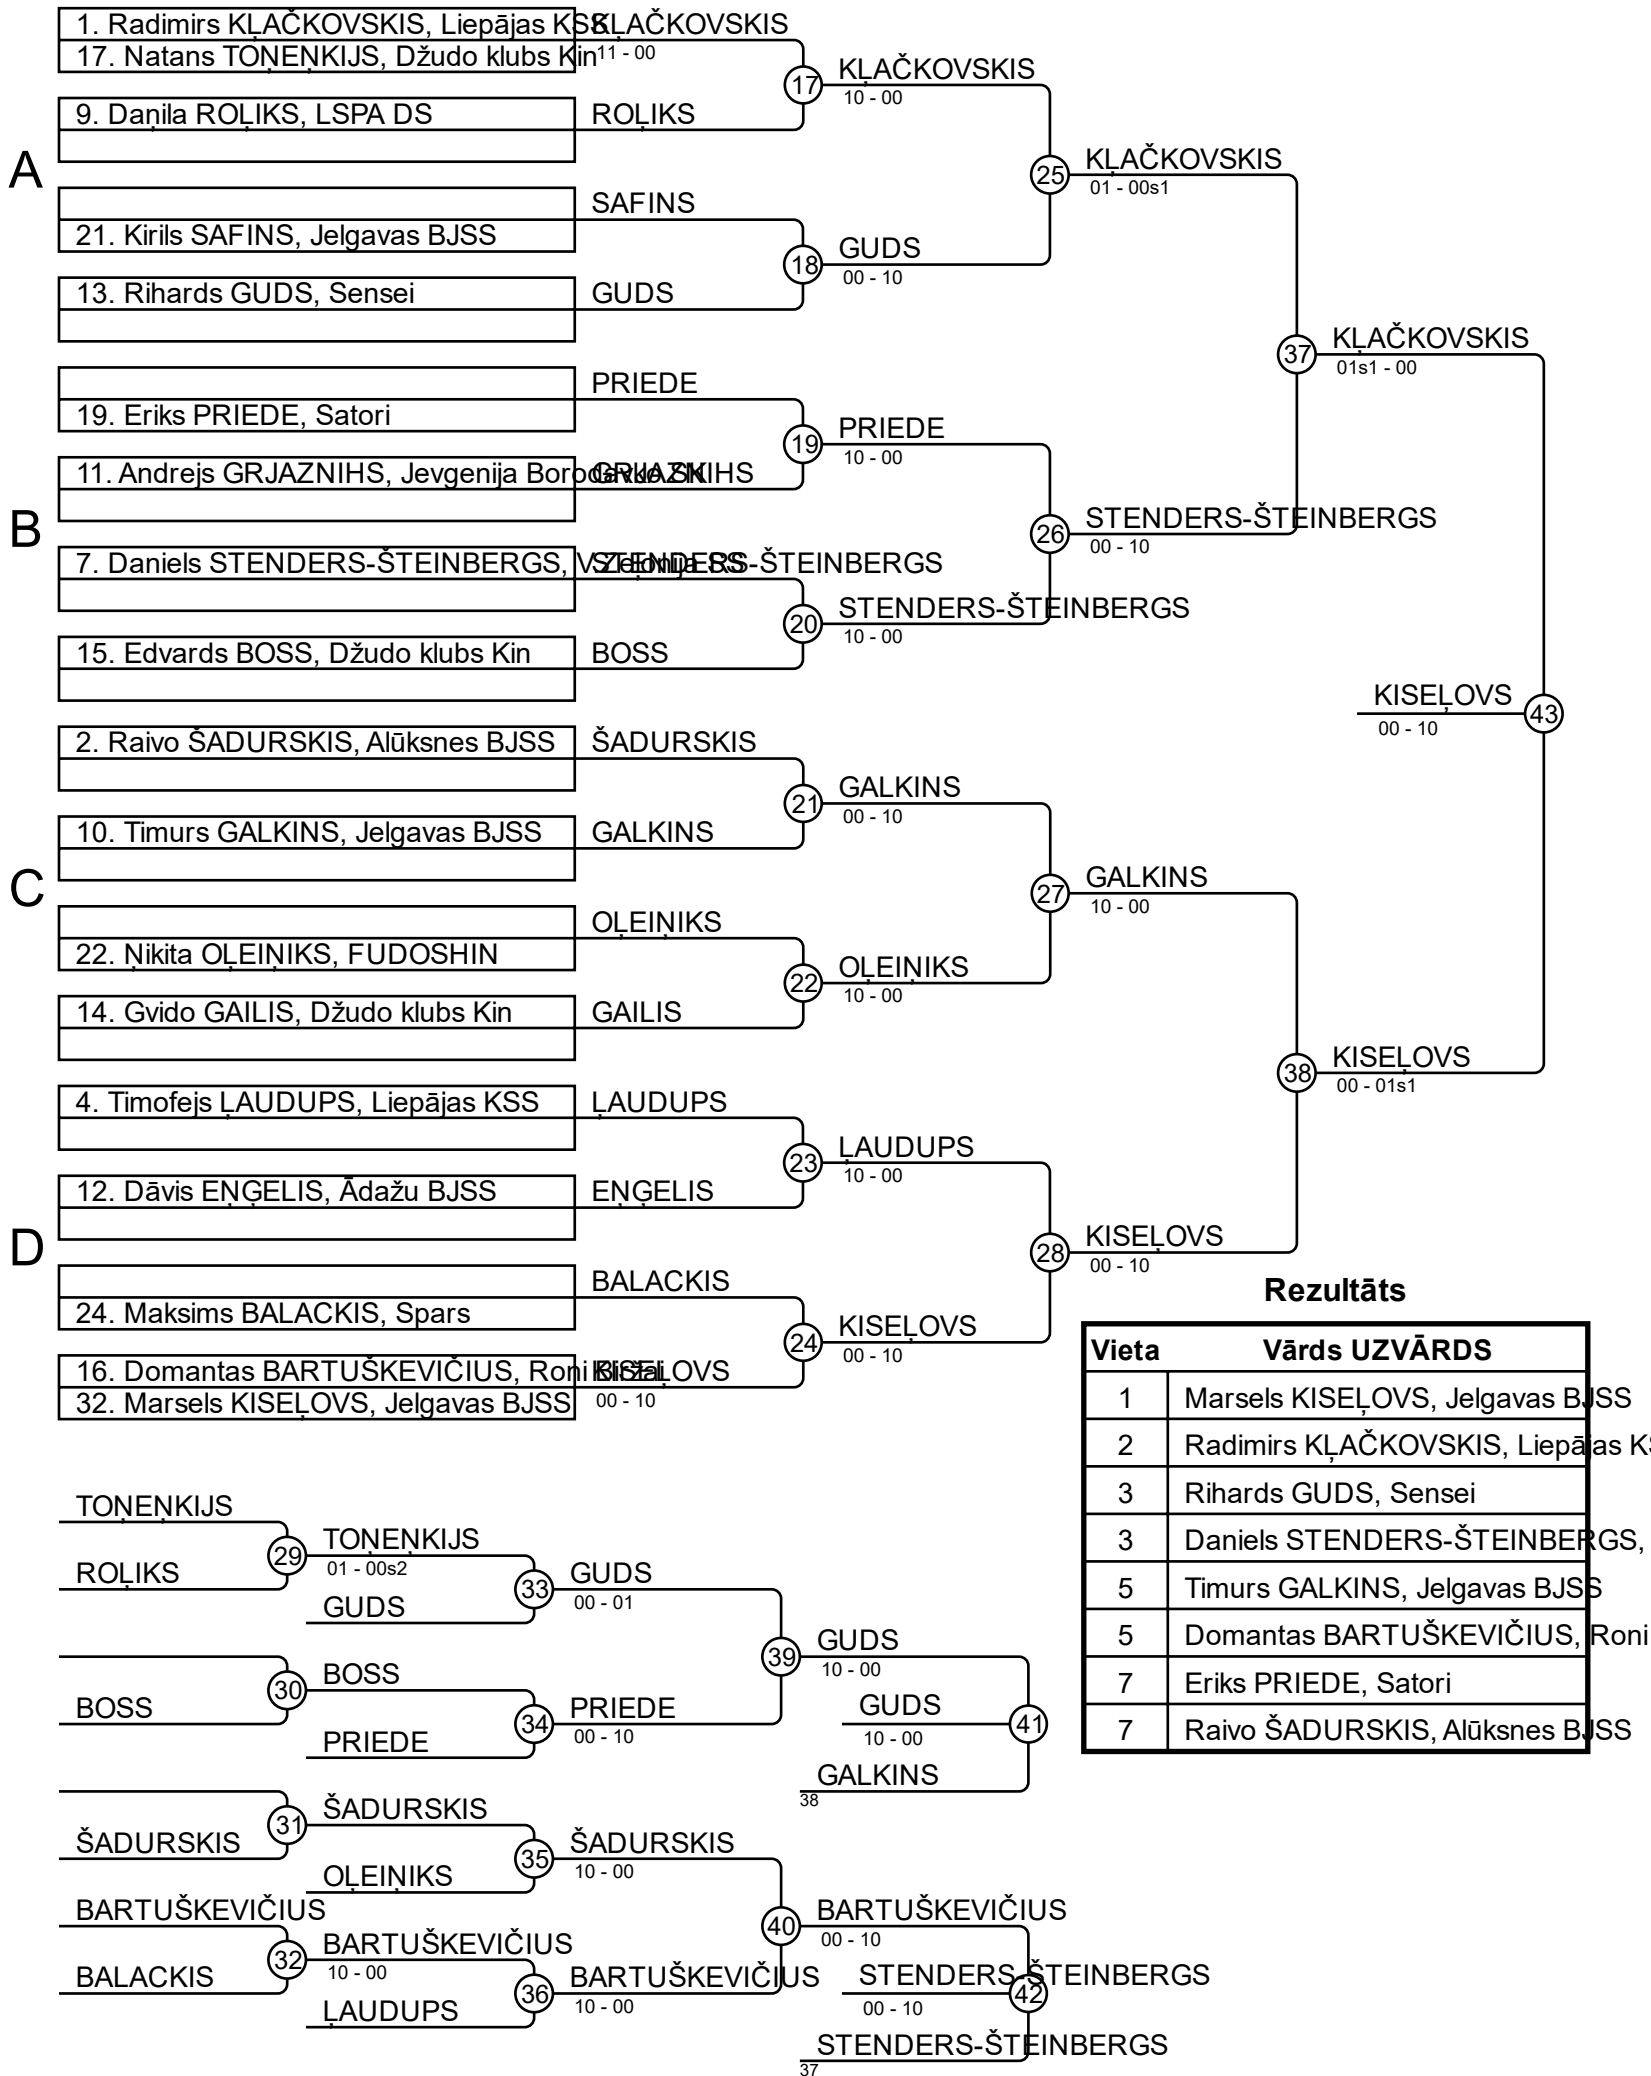 1. Radimirs KĻAČKOVSKIS, Liepājas KSS
KĻAČKOVSKIS
17. Natans TOŅEŅKIJS, Džudo klubs Kin
11 - 00
17
KĻAČKOVSKIS
10 - 00
9. Daņila ROĻIKS, LSPA DS
ROĻIKS
A
25
KĻAČKOVSKIS
01 - 00s1
SAFINS
21. Kirils SAFINS, Jelgavas BJSS
18
GUDS
00 - 10
13. Rihards GUDS, Sensei
GUDS
37
KĻAČKOVSKIS
01s1 - 00
PRIEDE
19. Eriks PRIEDE, Satori
19
PRIEDE
10 - 00
11. Andrejs GRJAZNIHS, Jevgenija Borodavko SK
GRJAZNIHS
B
26
STENDERS-ŠTEINBERGS
00 - 10
7. Daniels STENDERS-ŠTEINBERGS, V.Zeļonija SS
STENDERS-ŠTEINBERGS
20
STENDERS-ŠTEINBERGS
10 - 00
15. Edvards BOSS, Džudo klubs Kin
BOSS
KISEĻOVS
43
00 - 10
2. Raivo ŠADURSKIS, Alūksnes BJSS
ŠADURSKIS
21
GALKINS
00 - 10
10. Timurs GALKINS, Jelgavas BJSS
GALKINS
C
27
GALKINS
10 - 00
OĻEIŅIKS
22. Ņikita OĻEIŅIKS, FUDOSHIN
22
OĻEIŅIKS
10 - 00
14. Gvido GAILIS, Džudo klubs Kin
GAILIS
38
KISEĻOVS
00 - 01s1
4. Timofejs ĻAUDUPS, Liepājas KSS
ĻAUDUPS
23
ĻAUDUPS
10 - 00
12. Dāvis EŅĢELIS, Ādažu BJSS
EŅĢELIS
D
28
KISEĻOVS
00 - 10
BALACKIS
24. Maksims BALACKIS, Spars
24
KISEĻOVS
00 - 10
16. Domantas BARTUŠKEVIČIUS, Roni Biržai
KISEĻOVS
32. Marsels KISEĻOVS, Jelgavas BJSS
00 - 10
Rezultāts
Vieta Vārds UZVĀRDS
1 Marsels KISEĻOVS, Jelgavas BJSS
2 Radimirs KĻAČKOVSKIS, Liepājas KS
3 Rihards GUDS, Sensei
3 Daniels STENDERS-ŠTEINBERGS,
5 Timurs GALKINS, Jelgavas BJSS
5 Domantas BARTUŠKEVIČIUS, Roni
7 Eriks PRIEDE, Satori
7 Raivo ŠADURSKIS, Alūksnes BJSS
TOŅEŅKIJS
29
TOŅEŅKIJS
01 - 00s2
ROĻIKS
33
GUDS
00 - 01
GUDS
39
GUDS
10 - 00
30
BOSS
BOSS
34
PRIEDE
00 - 10
PRIEDE
GUDS
41
10 - 00
GALKINS
38
31
ŠADURSKIS
ŠADURSKIS
35
ŠADURSKIS
10 - 00
OĻEIŅIKS
BARTUŠKEVIČIUS
40
BARTUŠKEVIČIUS
00 - 10
32
BARTUŠKEVIČIUS
10 - 00
BALACKIS
36
BARTUŠKEVIČIUS
10 - 00
ĻAUDUPS
STENDERS-ŠTEINBERGS
42
00 - 10
STENDERS-ŠTEINBERGS
37